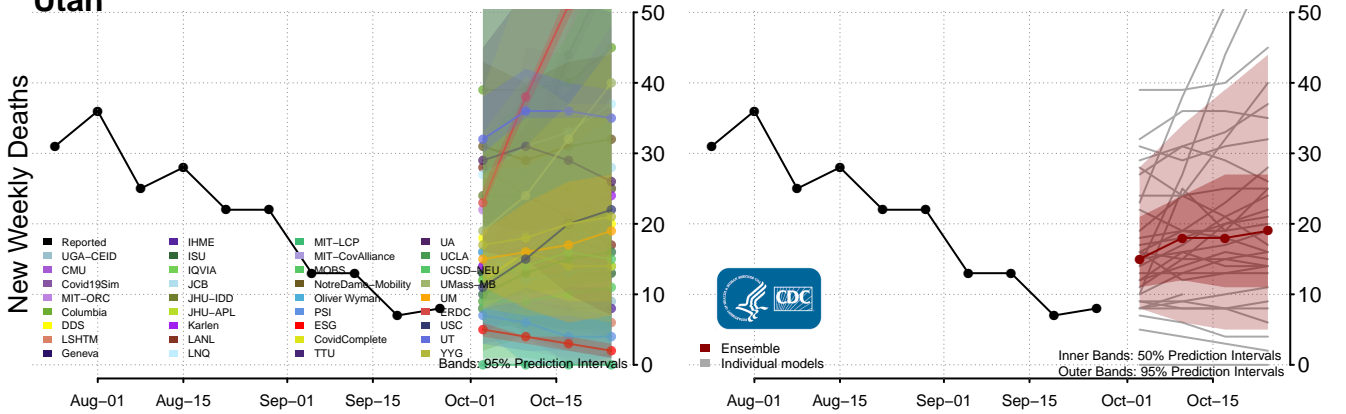 Utah
New Weekly Deaths
50
40
30
20
10
0
Reported
UGA−CEID
CMU
Covid19Sim
MIT−ORC
Columbia
DDS
LSHTM
Geneva
IHME
ISU
IQVIA
JCB
JHU−IDD
JHU−APL
Karlen
LANL
LNQ
MIT−LCP
MIT−CovAlliance
MOBS
NotreDame−Mobility
Oliver Wyman
PSI
ESG
CovidComplete
TTU
UA
UCLA
UCSD−NEU
UMass−MB
UM
ERDC
USC
UT
YYG
Bands: 95% Prediction Intervals
Aug−01 Aug−15 Sep−01 Sep−15 Oct−01 Oct−15
50
40
30
20
10
0
CDC
Ensemble
Individual models
Inner Bands: 50% Prediction Intervals
Outer Bands: 95% Prediction Intervals
Aug−01 Aug−15 Sep−01 Sep−15 Oct−01 Oct−15